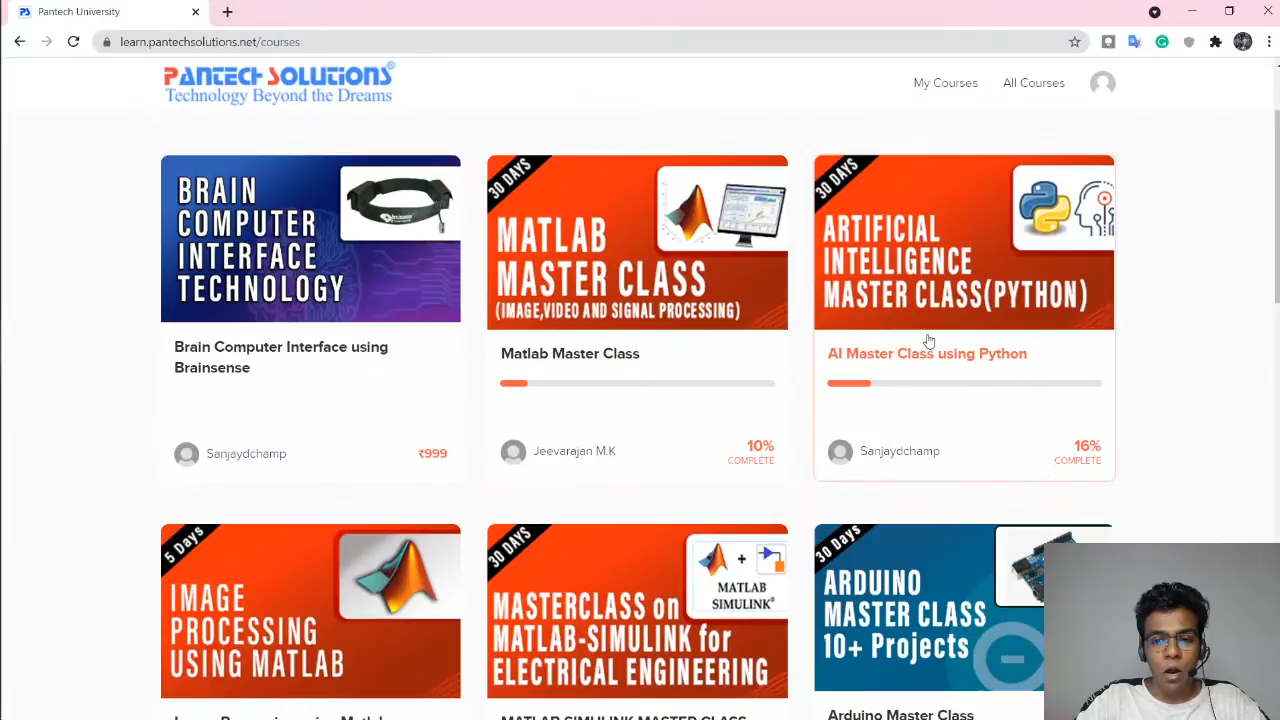 Pantech University
learn.pantechsolutions.net/courses
PANTECH SOLUTIONS®
Technology Beyond the Dreams
My Courses
All Courses
BRAIN
COMPUTER
INTERFACE
TECHNOLOGY
Brain Computer Interface using
Brainsense
Sanjaydchamp
₹999
30 DAYS
MATLAB
MASTER CLASS
(IMAGE,VIDEO AND SIGNAL PROCESSING)
Matlab Master Class
Jeevarajan M.K
10%
COMPLETE
30 DAYS
ARTIFICIAL
INTELLIGENCE
MASTER CLASS(PYTHON)
AI Master Class using Python
Sanjaydchamp
16%
COMPLETE
5 Days
IMAGE
PROCESSING
USING MATLAB
30 DAYS
MATLAB
SIMULINK®
MASTERCLASS on
MATLAB-SIMULINK for
ELECTRICAL ENGINEERING
MATLAB SIMULINK MASTER CLASS
30 Days
ARDUINO
MASTER CLASS
10+ Projects
Arduino Master Class